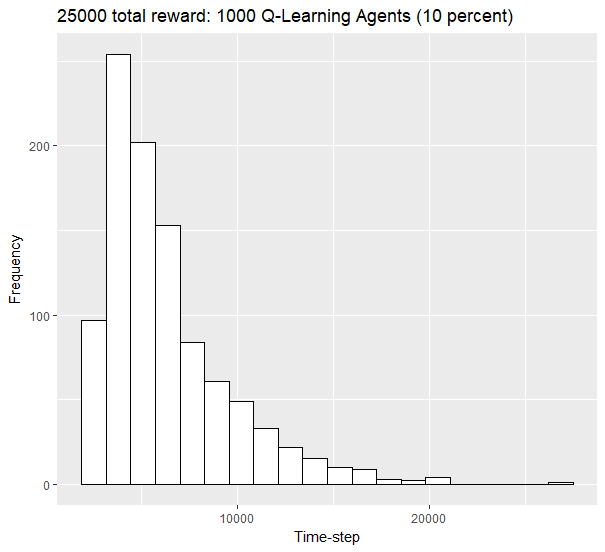 25000 total reward: 1000 Q-Learning Agents (10 percent)
Frequency
200
100
0
10000 20000
Time-step